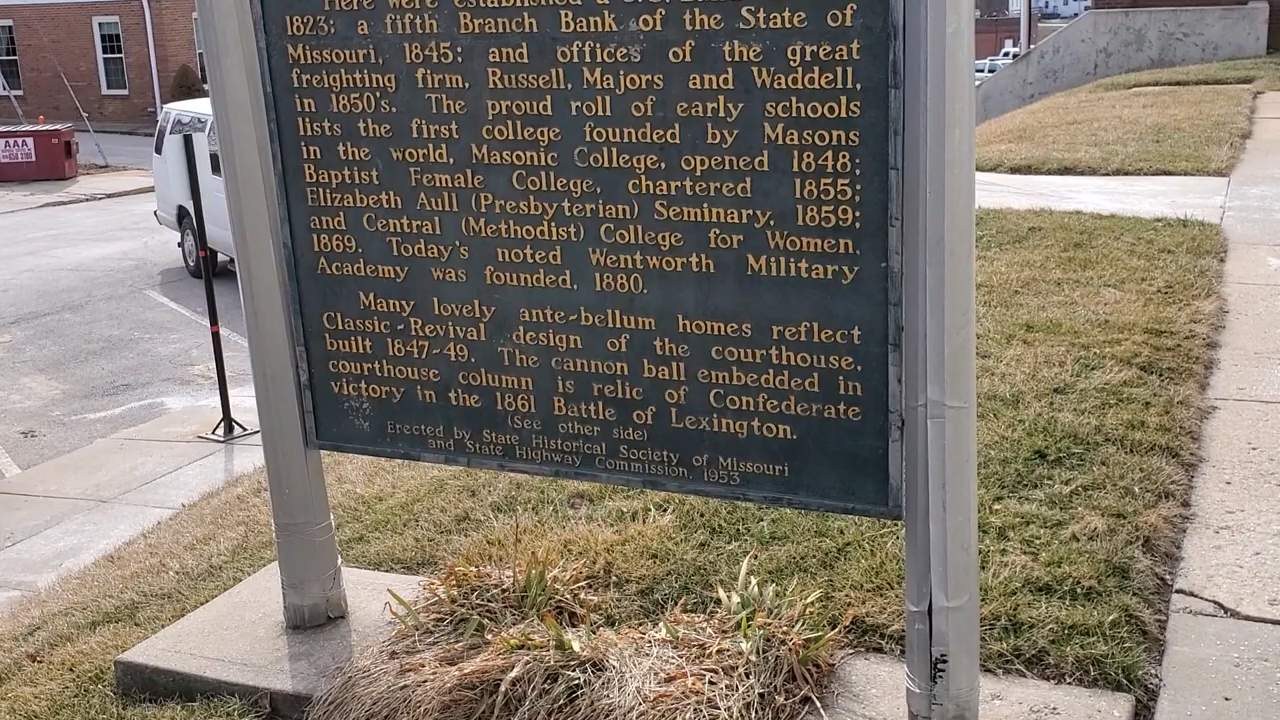 Here were established a U.S. Land
1823; a fifth Branch Bank of the State of
Missouri, 1845; and offices of the great
freighting firm, Russell, Majors and Waddell,
in 1850's. The proud roll of early schools
lists the first college founded by Masons
in the world, Masonic College, opened 1848;
Baptist Female College, chartered 1855;
Elizabeth Aull (Presbyterian) Seminary, 1859;
and Central (Methodist) College for Women,
1869. Today's noted Wentworth Military
Academy was founded, 1880.
Many lovely ante-bellum homes reflect
Classic-Revival design of the courthouse,
built 1847-49. The cannon ball embedded in
courthouse column is relic of Confederate
victory in the 1861 Battle of Lexington.
(See other side)
Erected by State Historical Society of Missouri
and State Highway Commission, 1953
AAA
650 3100